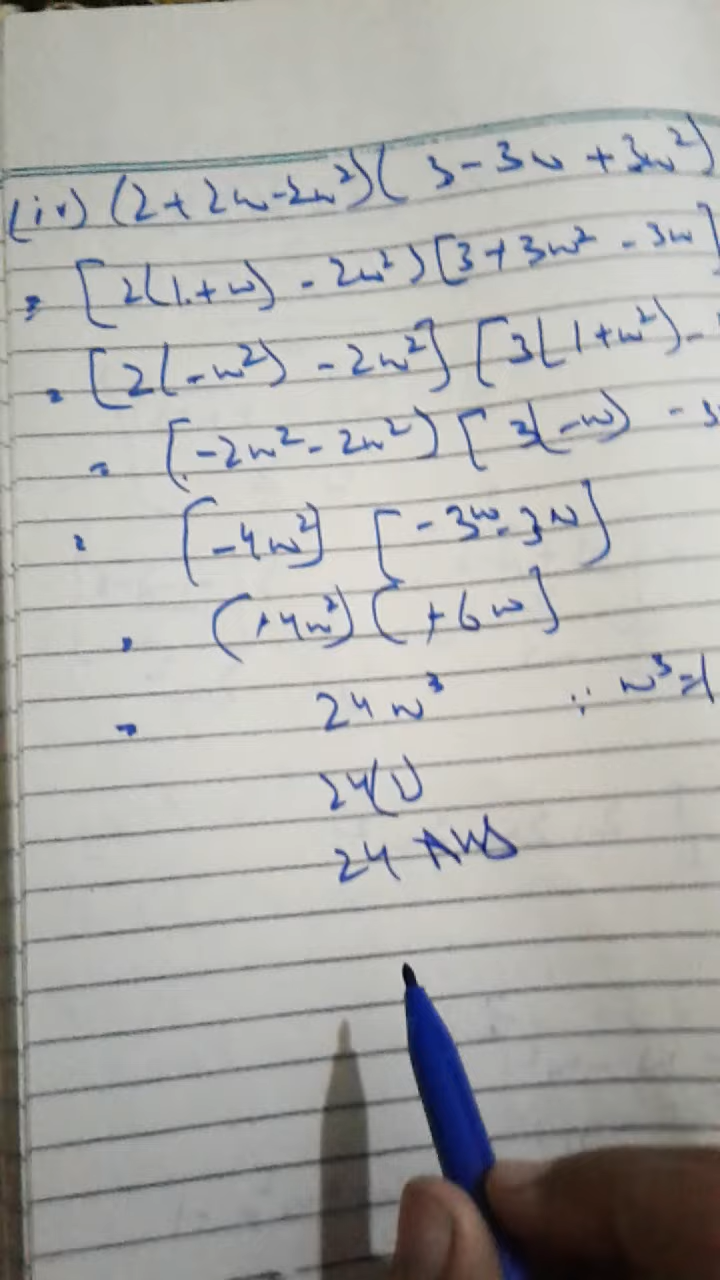 (iv) (2+2w-2w²)(3-3w+3w²)
= [2(1+w) - 2w²) [3+3w² - 3w]
= [2(-w²) - 2w²] [3(1+w²) -
= (-2w² - 2w²) [3(-w) - 3
= [-4w²] [-3w-3w]
= (+4w²) (+6w]
= 24w³ ∵ w³=1
24(1)
24 Ans